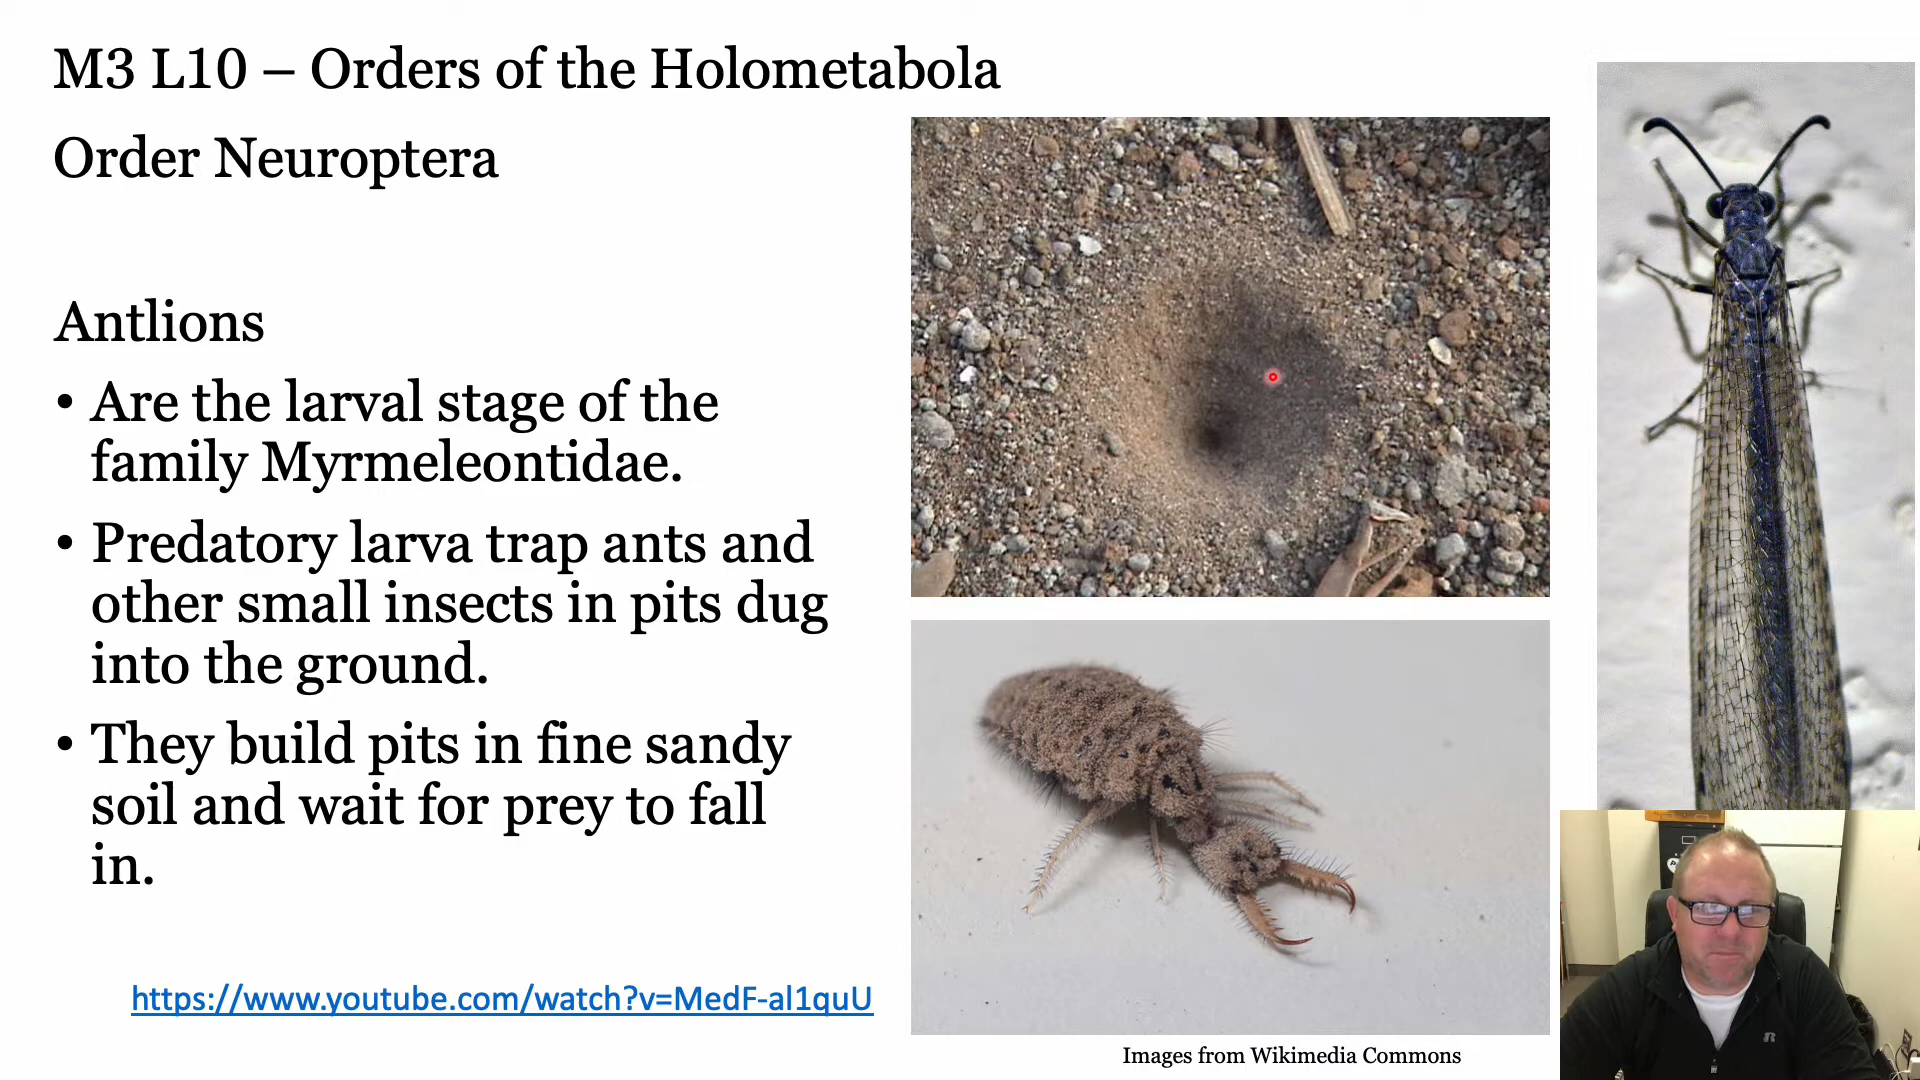 M3 L10 – Orders of the Holometabola
Order Neuroptera
Antlions
• Are the larval stage of the
family Myrmeleontidae.
• Predatory larva trap ants and
other small insects in pits dug
into the ground.
• They build pits in fine sandy
soil and wait for prey to fall
in.
https://www.youtube.com/watch?v=MedF-al1quU
Images from Wikimedia Commons